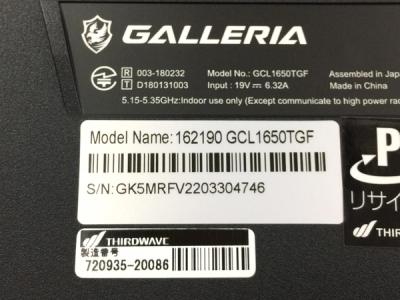 GALLERIA
R 003-180232
T D180131003
Model No.: GCL1650TGF
Input : 19V 6.32A
Assembled in Japa
Made in China
5.15-5.35GHz:Indoor use only (Except communicate to high power ra
Model Name: 162190 GCL1650TGF
S/N:GK5MRFV2203304746
THIRDWAVE
製造番号
720935-20086
P
リサイ
THIR